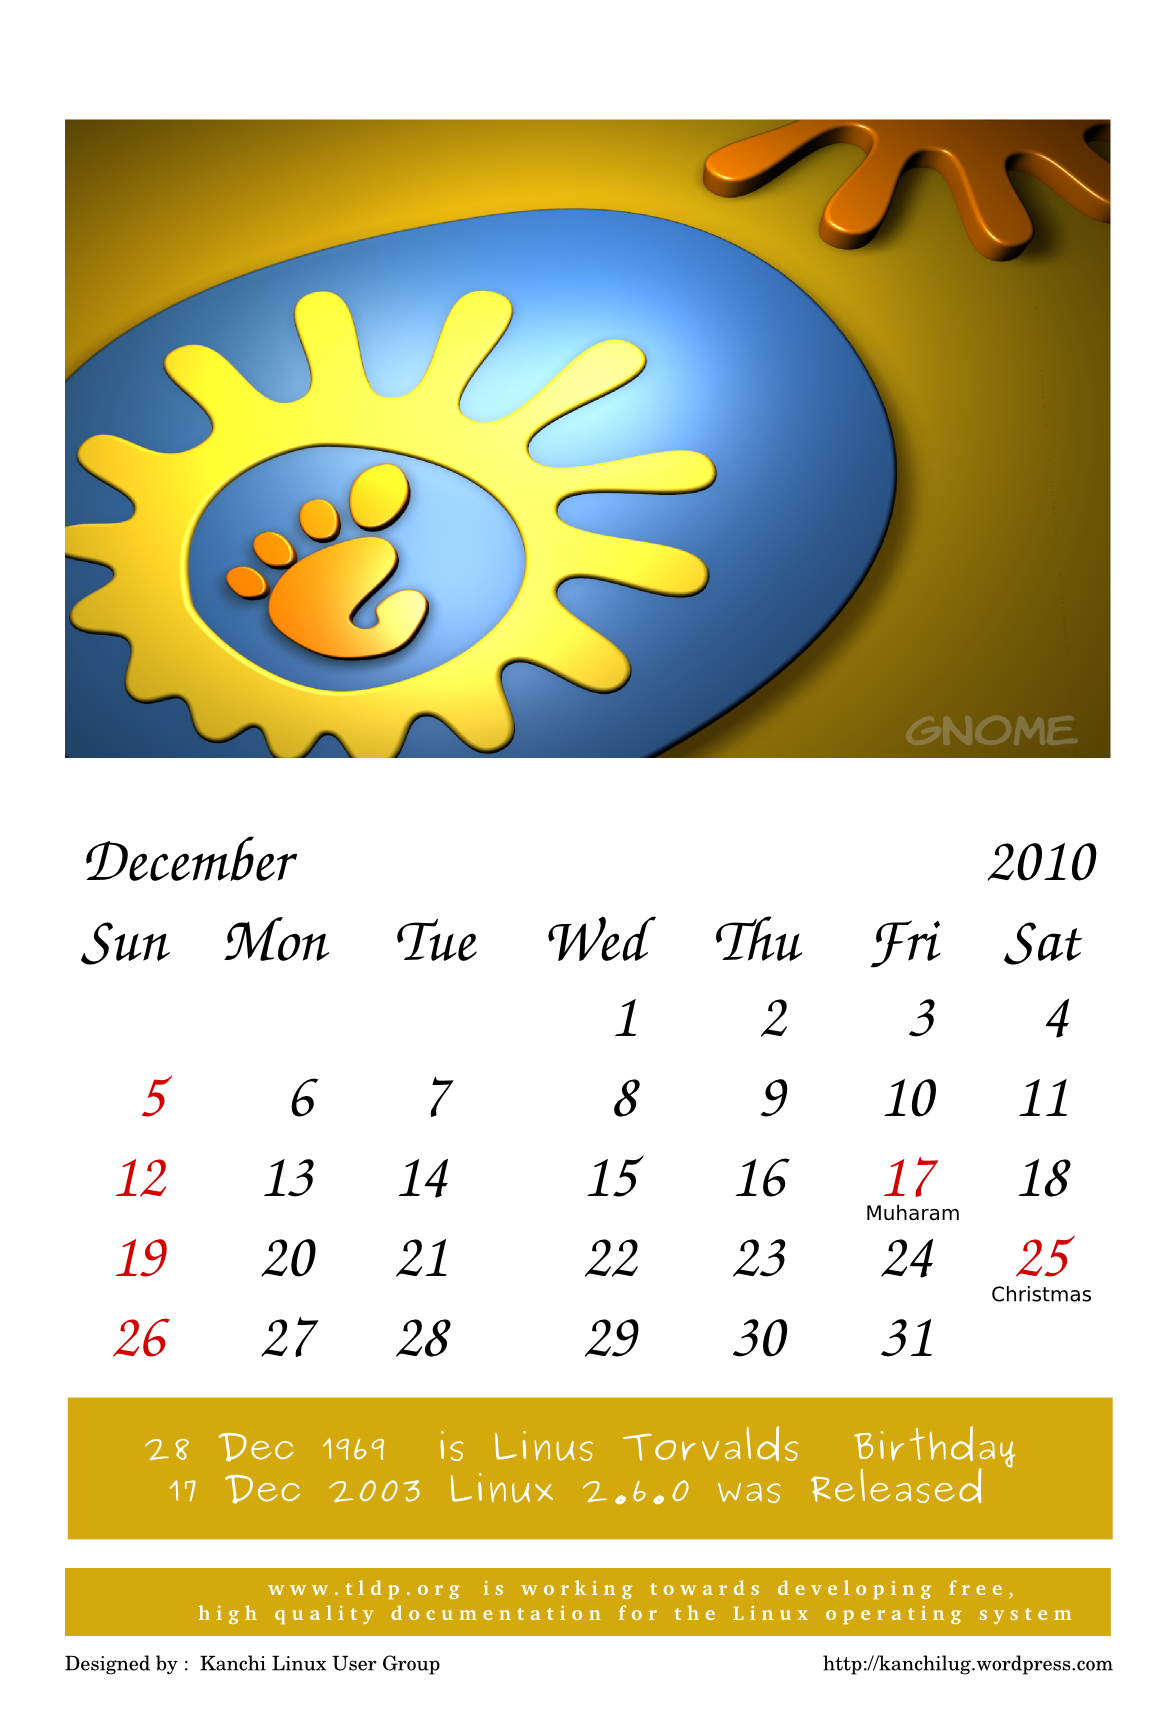 GNOME
December 2010
Sun Mon Tue Wed Thu Fri Sat
1 2 3 4
5 6 7 8 9 10 11
12 13 14 15 16 17 18
Muharam
19 20 21 22 23 24 25
Christmas
26 27 28 29 30 31
28 Dec 1969 is Linus Torvalds Birthday
17 Dec 2003 Linux 2.6.0 was Released
www.tldp.org is working towards developing free,
high quality documentation for the Linux operating system
Designed by : Kanchi Linux User Group http://kanchilug.wordpress.com